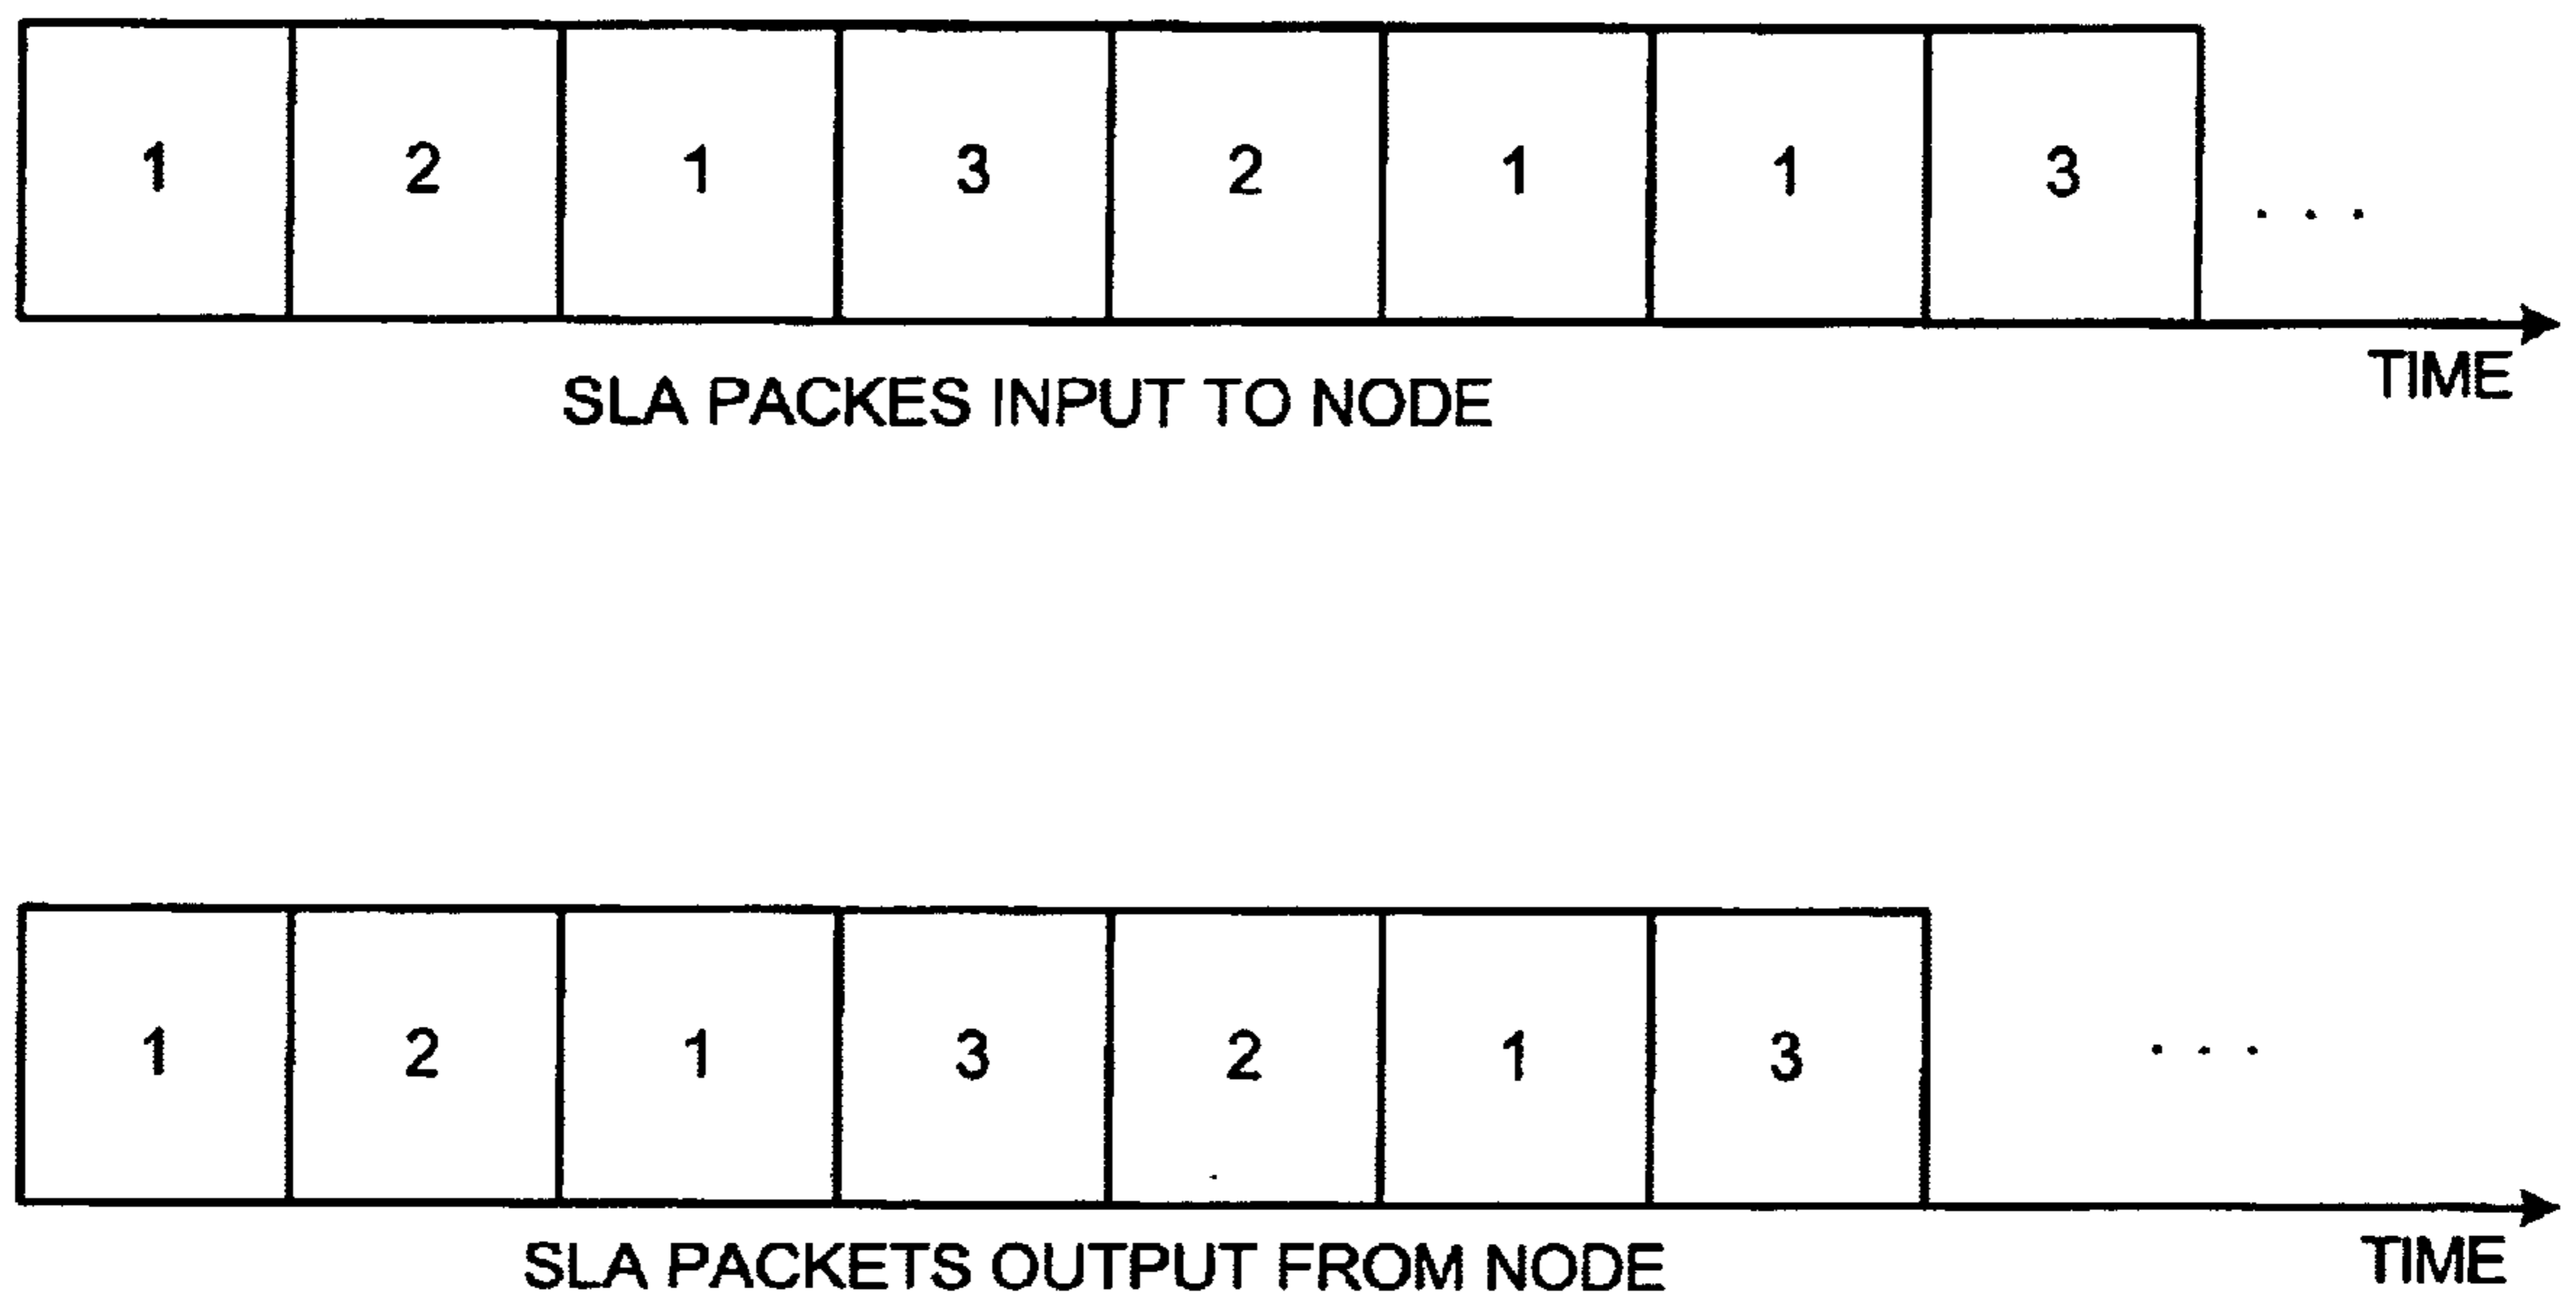 1 2 1 3 2 1 1 3 . . .
TIME
SLA PACKES INPUT TO NODE
1 2 1 3 2 1 3 . . .
SLA PACKETS OUTPUT FROM NODE
TIME